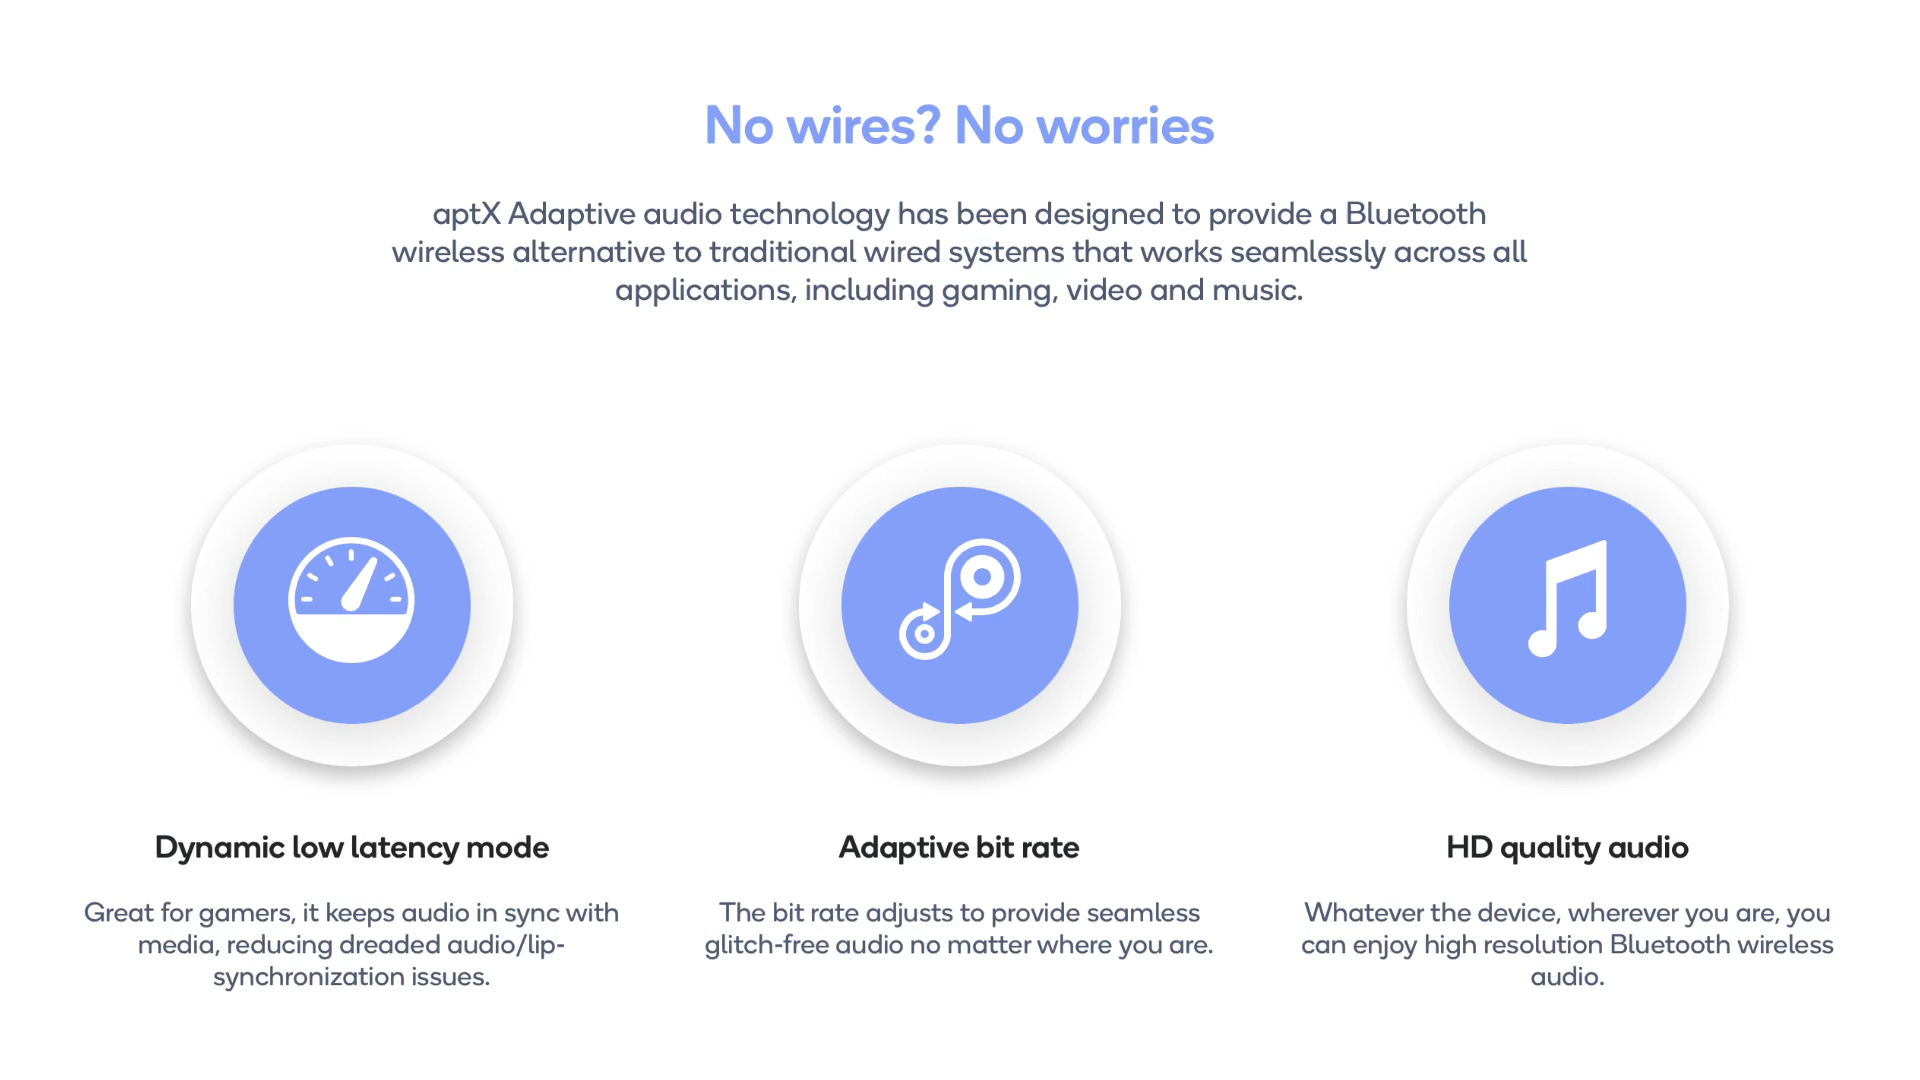 No wires? No worries
aptX Adaptive audio technology has been designed to provide a Bluetooth
wireless alternative to traditional wired systems that works seamlessly across all
applications, including gaming, video and music.
Dynamic low latency mode
Great for gamers, it keeps audio in sync with
media, reducing dreaded audio/lip-
synchronization issues.
Adaptive bit rate
The bit rate adjusts to provide seamless
glitch-free audio no matter where you are.
HD quality audio
Whatever the device, wherever you are, you
can enjoy high resolution Bluetooth wireless
audio.